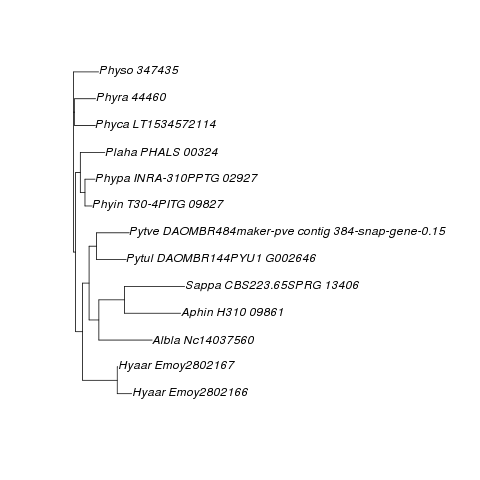 Physo 347435
Phyra 44460
Phyca LT1534572114
Plaha PHALS 00324
Phypa INRA-310PPTG 02927
Phyin T30-4PITG 09827
Pytve DAOMBR484maker-pve contig 384-snap-gene-0.15
Pytul DAOMBR144PYU1 G002646
Sappa CBS223.65SPRG 13406
Aphin H310 09861
Albla Nc14037560
Hyaar Emoy2802167
Hyaar Emoy2802166